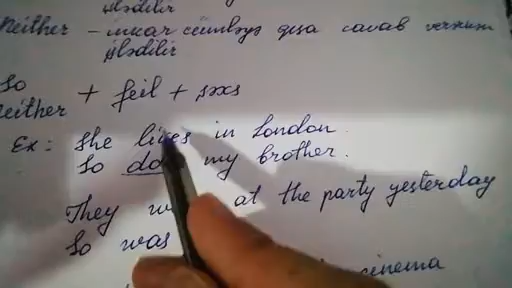 işlədilir
Neither - inkar cümləyə qısa cavab verərkən
işlədilir
So
Neither + feil + şəxs
Ex: She lives in London.
So do my brother.
They at the party yesterday
So was
cinema